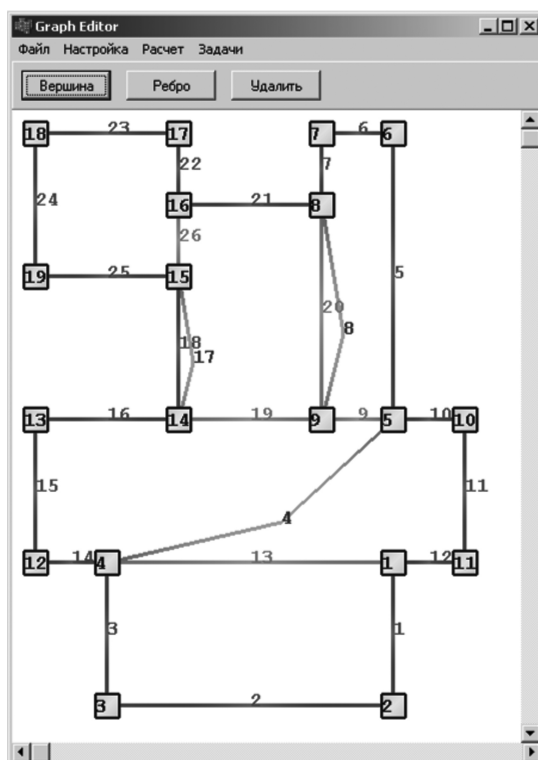 Graph Editor
Файл Настройка Расчет Задачи
Вершина Ребро Удалить
18 23 17 7 6 6
22 7
24 16 21 8
26
19 25 15 5
20
18 8
17
13 16 14 19 9 9 5 10 10
15 11
4
12 14 4 13 1 12 11
3 1
3 2 2